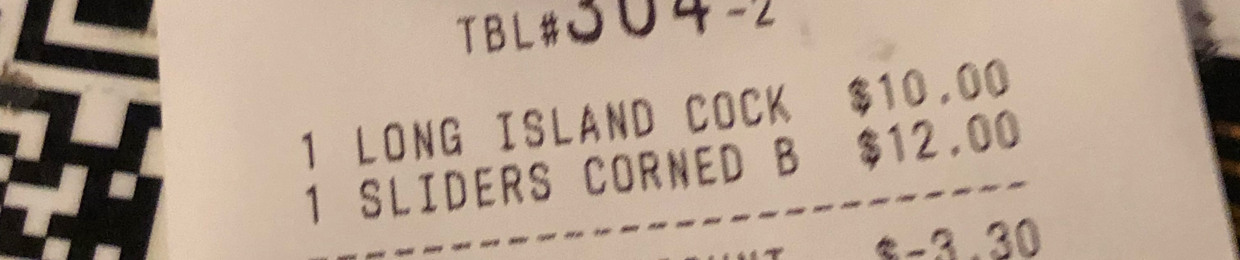 TBL#304-2
1 LONG ISLAND COCK $10.00
1 SLIDERS CORNED B $12.00
$-3.30